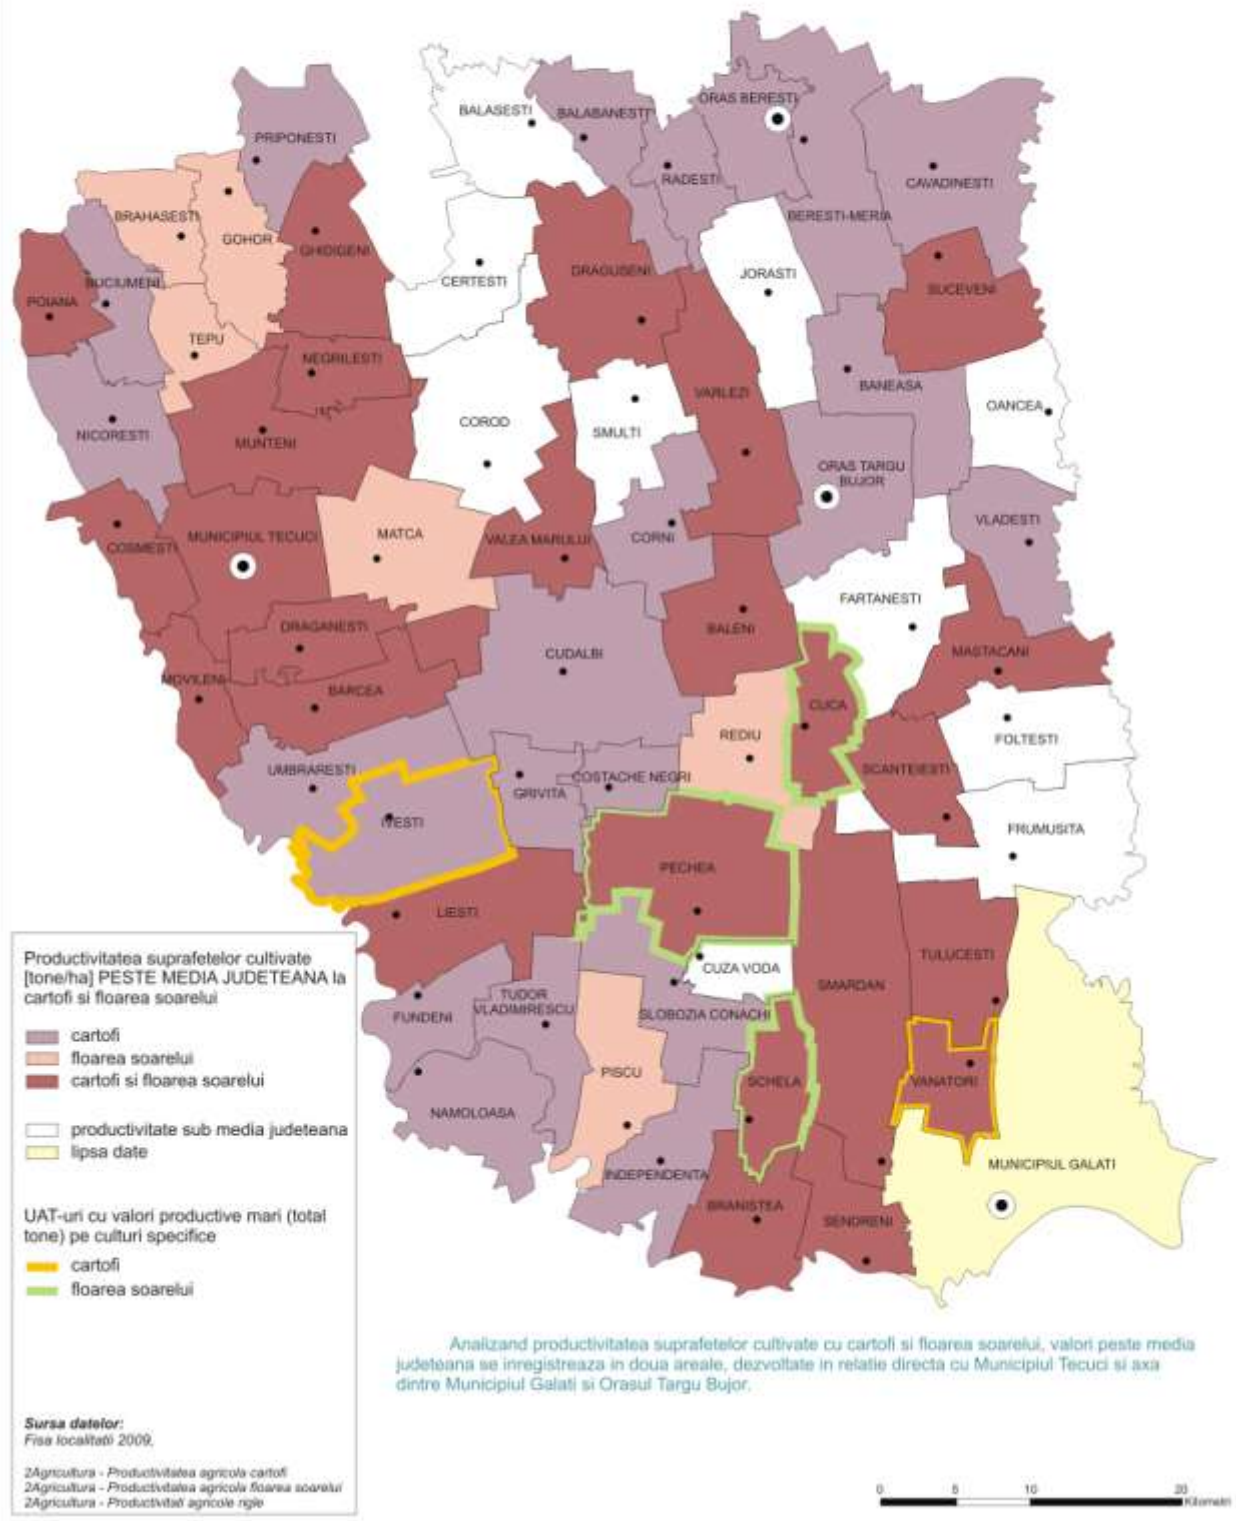 BALASESTI
BALABANESTI
ORAS BERESTI
PRIPONESTI
RADESTI
CAVADINESTI
BRAHASESTI
BERESTI-MERIA
GOHOR
GHIDIGENI
DRAGUSENI
JORASTI
BUCIUMENI
CERTESTI
SUCEVENI
POIANA
TEPU
NEGRILESTI
BANEASA
VARLEZI
OANCEA
COROD
SMULTI
NICORESTI
MUNTENI
ORAS TARGU
BUJOR
VLADESTI
MUNICIPIUL TECUCI
MATCA
VALEA MARULUI
CORNI
COSMESTI
FARTANESTI
DRAGANESTI
BALENI
CUDALBI
MASTACANI
MOVILENI
BARCEA
CUCA
REDIU
FOLTESTI
UMBRARESTI
COSTACHE NEGRI
SCANTEIESTI
GRIVITA
IVESTI
FRUMUSITA
PECHEA
LIESTI
TULUCESTI
CUZA VODA
SMARDAN
TUDOR
VLADIMIRESCU
FUNDENI
SLOBOZIA CONACHI
PISCU
SCHELA
VANATORI
NAMOLOASA
MUNICIPIUL GALATI
INDEPENDENTA
BRANISTEA
SENDRENI
Productivitatea suprafetelor cultivate
[tone/ha] PESTE MEDIA JUDETEANA la
cartofi si floarea soarelui
cartofi
floarea soarelui
cartofi si floarea soarelui
productivitate sub media judeteana
lipsa date
UAT-uri cu valori productive mari (total
tone) pe culturi specifice
cartofi
floarea soarelui
Sursa datelor:
Fisa localitatii 2009,
2Agricultura - Productivitatea agricola cartofi
2Agricultura - Productivitatea agricola floarea soarelui
2Agricultura - Productivitati agricole rigle
Analizand productivitatea suprafetelor cultivate cu cartofi si floarea soarelui, valori peste media
judeteana se inregistreaza in doua areale, dezvoltate in relatie directa cu Municipiul Tecuci si axa
dintre Municipiul Galati si Orasul Targu Bujor.
0 5 10 20
Kilometri